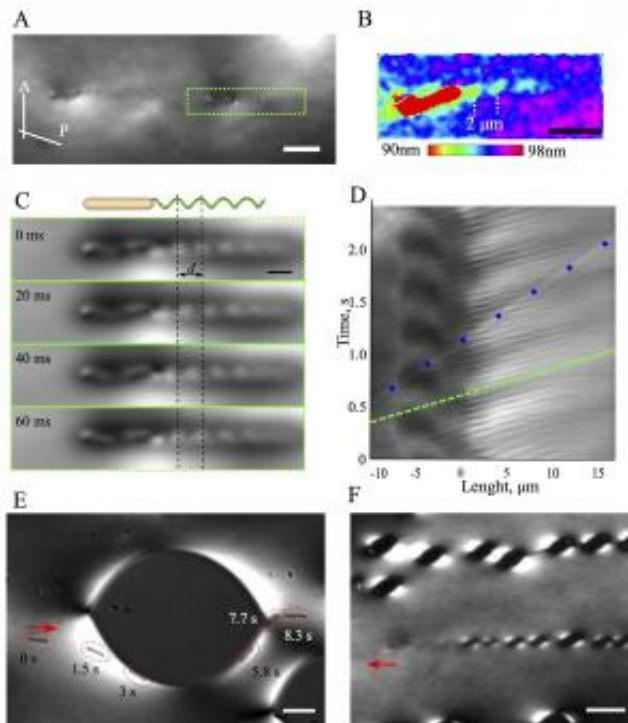 A
A
P
B
2 μm
90nm
98nm
C
0 ms
d
20 ms
40 ms
60 ms
D
Time, s
2.0
1.5
1.0
0.5
0
-10
-5
0
5
10
15
Lenght, μm
E
0 s
1.5 s
3 s
5.8 s
7.7 s
8.3 s
F